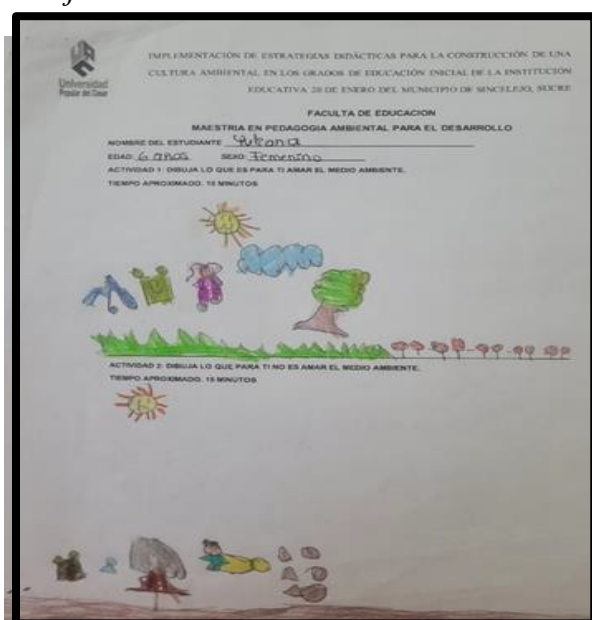 Universidad
Popular del Cesar
IMPLEMENTACIÓN DE ESTRATEGIAS DIDÁCTICAS PARA LA CONSTRUCCIÓN DE UNA
CULTURA AMBIENTAL EN LOS GRADOS DE EDUCACIÓN INICIAL DE LA INSTITUCIÓN
EDUCATIVA 20 DE ENERO DEL MUNICIPIO DE SINCELEJO, SUCRE
FACULTA DE EDUCACION
MAESTRIA EN PEDAGOGIA AMBIENTAL PARA EL DESARROLLO
NOMBRE DEL ESTUDIANTE
EDAD: 6 años SEXO: Femenino
ACTIVIDAD 1: DIBUJA LO QUE ES PARA TI AMAR EL MEDIO AMBIENTE.
TIEMPO APROXIMADO: 15 MINUTOS
ACTIVIDAD 2: DIBUJA LO QUE PARA TI NO ES AMAR EL MEDIO AMBIENTE.
TIEMPO APROXIMADO: 15 MINUTOS